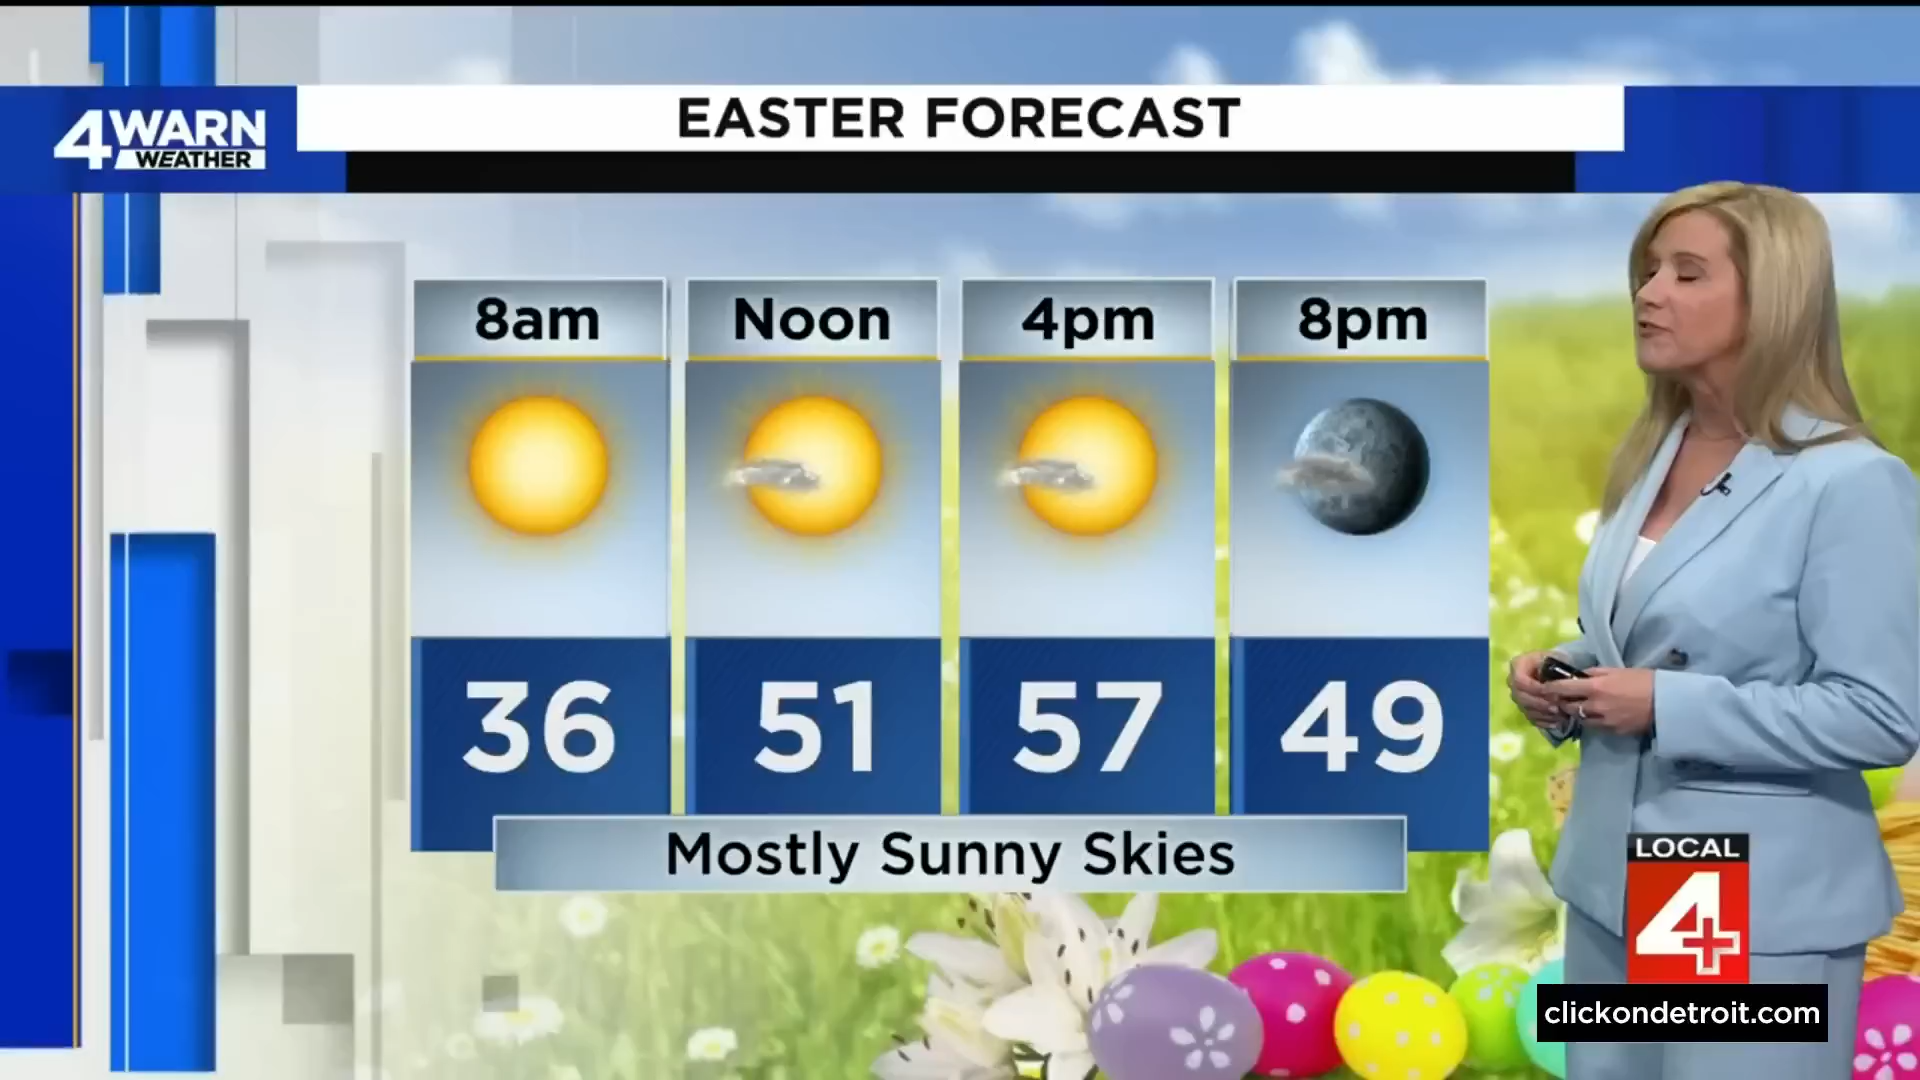 EASTER FORECAST
4WARN
WEATHER
8am
Noon
4pm
8pm
36
51
57
49
Mostly Sunny Skies
LOCAL
4+
clickondetroit.com